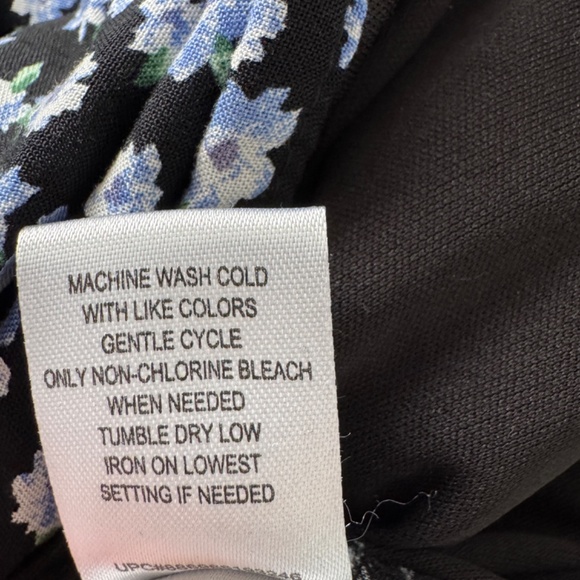 MACHINE WASH COLD
WITH LIKE COLORS
GENTLE CYCLE
ONLY NON-CHLORINE BLEACH
WHEN NEEDED
TUMBLE DRY LOW
IRON ON LOWEST
SETTING IF NEEDED